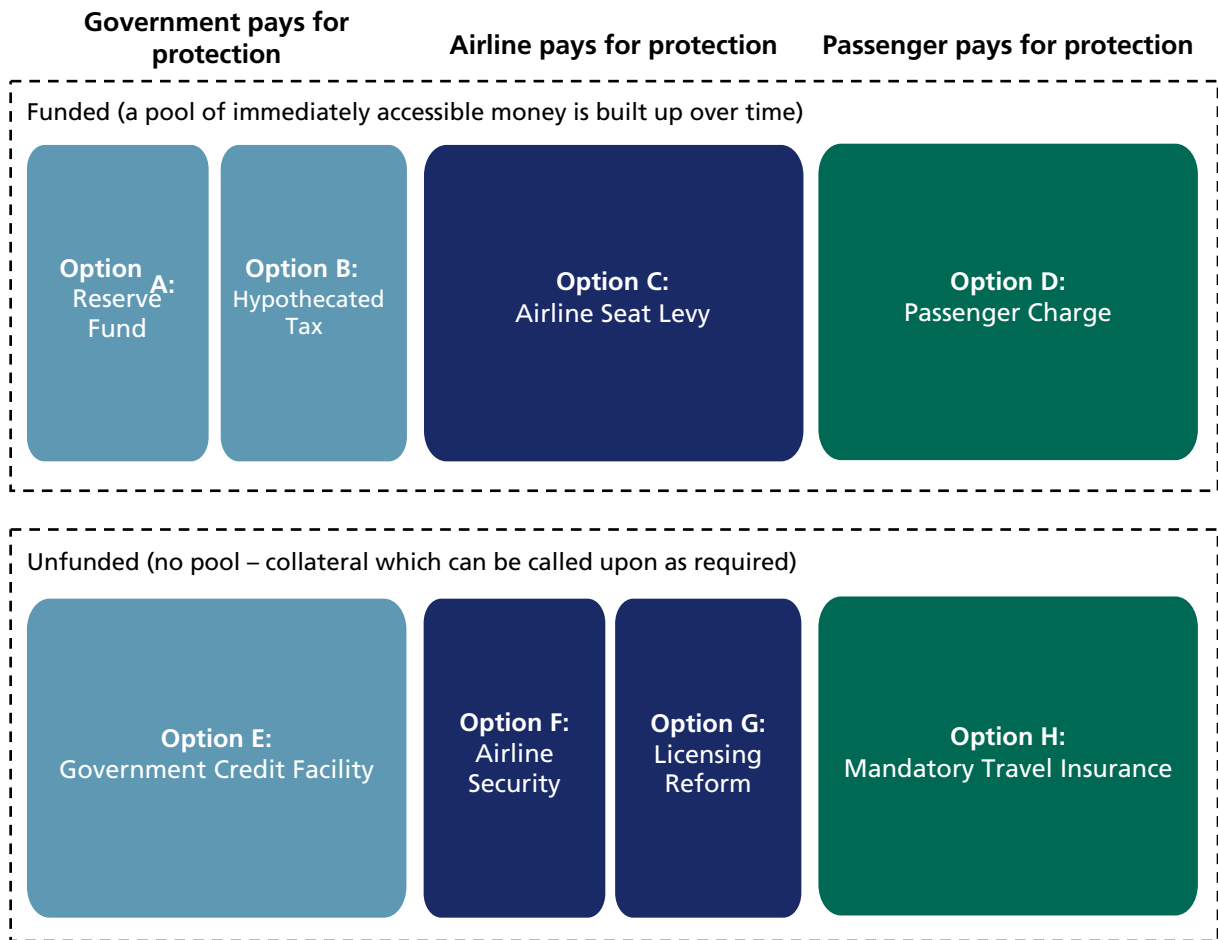 Government pays for
protection
Airline pays for protection
Passenger pays for protection
Funded (a pool of immediately accessible money is built up over time)
Option A:
Reserve
Fund
Option B:
Hypothecated
Tax
Option C:
Airline Seat Levy
Option D:
Passenger Charge
Unfunded (no pool – collateral which can be called upon as required)
Option E:
Government Credit Facility
Option F:
Airline
Security
Option G:
Licensing
Reform
Option H:
Mandatory Travel Insurance